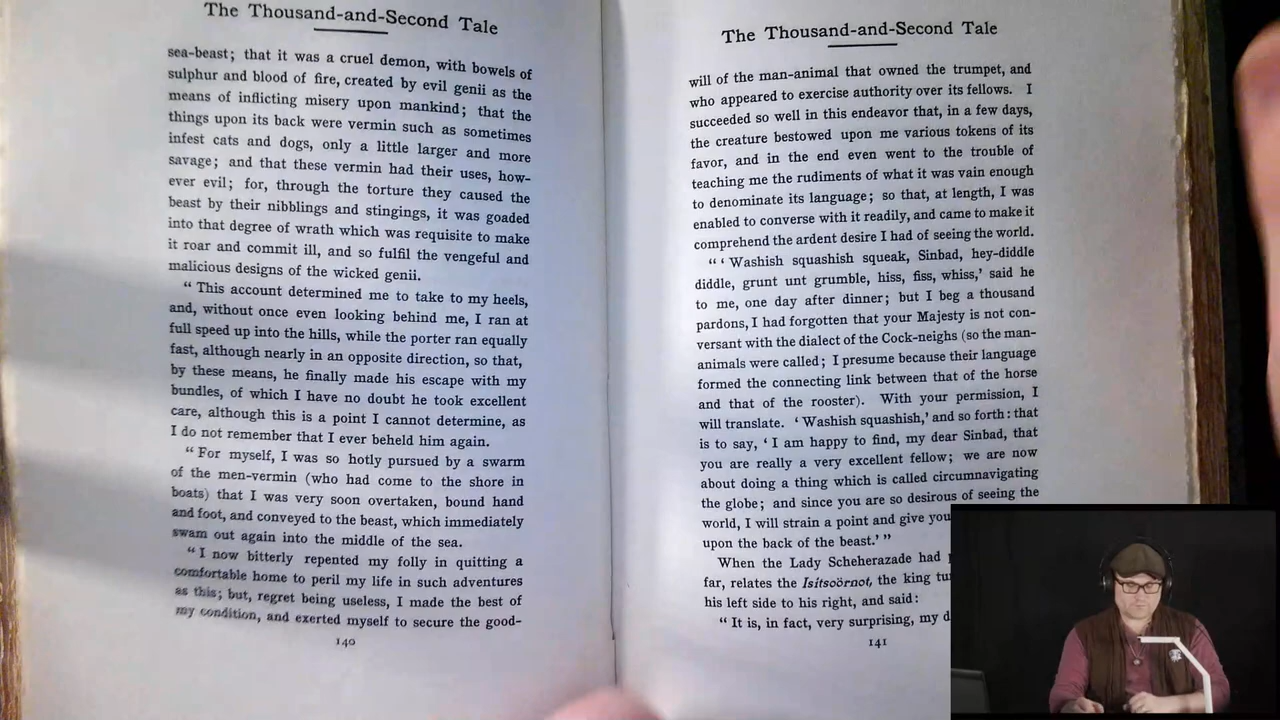 The Thousand-and-Second Tale
sea-beast; that it was a cruel demon, with bowels of
sulphur and blood of fire, created by evil genii as the
means of inflicting misery upon mankind; that the
things upon its back were vermin such as sometimes
infest cats and dogs, only a little larger and more
savage; and that these vermin had their uses, how-
ever evil; for, through the torture they caused the
beast by their nibblings and stingings, it was goaded
into that degree of wrath which was requisite to make
it roar and commit ill, and so fulfil the vengeful and
malicious designs of the wicked genii.
“ This account determined me to take to my heels,
and, without once even looking behind me, I ran at
full speed up into the hills, while the porter ran equally
fast, although nearly in an opposite direction, so that,
by these means, he finally made his escape with my
bundles, of which I have no doubt he took excellent
care, although this is a point I cannot determine, as
I do not remember that I ever beheld him again.
“ For myself, I was so hotly pursued by a swarm
of the men-vermin (who had come to the shore in
boats) that I was very soon overtaken, bound hand
and foot, and conveyed to the beast, which immediately
swam out again into the middle of the sea.
“ I now bitterly repented my folly in quitting a
comfortable home to peril my life in such adventures
as this; but, regret being useless, I made the best of
my condition, and exerted myself to secure the good-
140
The Thousand-and-Second Tale
will of the man-animal that owned the trumpet, and
who appeared to exercise authority over its fellows. I
succeeded so well in this endeavor that, in a few days,
the creature bestowed upon me various tokens of its
favor, and in the end even went to the trouble of
teaching me the rudiments of what it was vain enough
to denominate its language; so that, at length, I was
enabled to converse with it readily, and came to make it
comprehend the ardent desire I had of seeing the world.
“ ‘ Washish squashish squeak, Sinbad, hey-diddle
diddle, grunt unt grumble, hiss, fiss, whiss,’ said he
to me, one day after dinner; but I beg a thousand
pardons, I had forgotten that your Majesty is not con-
versant with the dialect of the Cock-neighs (so the man-
animals were called; I presume because their language
formed the connecting link between that of the horse
and that of the rooster). With your permission, I
will translate. ‘ Washish squashish,’ and so forth: that
is to say, ‘ I am happy to find, my dear Sinbad, that
you are really a very excellent fellow; we are now
about doing a thing which is called circumnavigating
the globe; and since you are so desirous of seeing the
world, I will strain a point and give you
upon the back of the beast.’ ”
When the Lady Scheherazade had
far, relates the Isitsoörnot, the king
his left side to his right, and said:
“ It is, in fact, very surprising, my
141